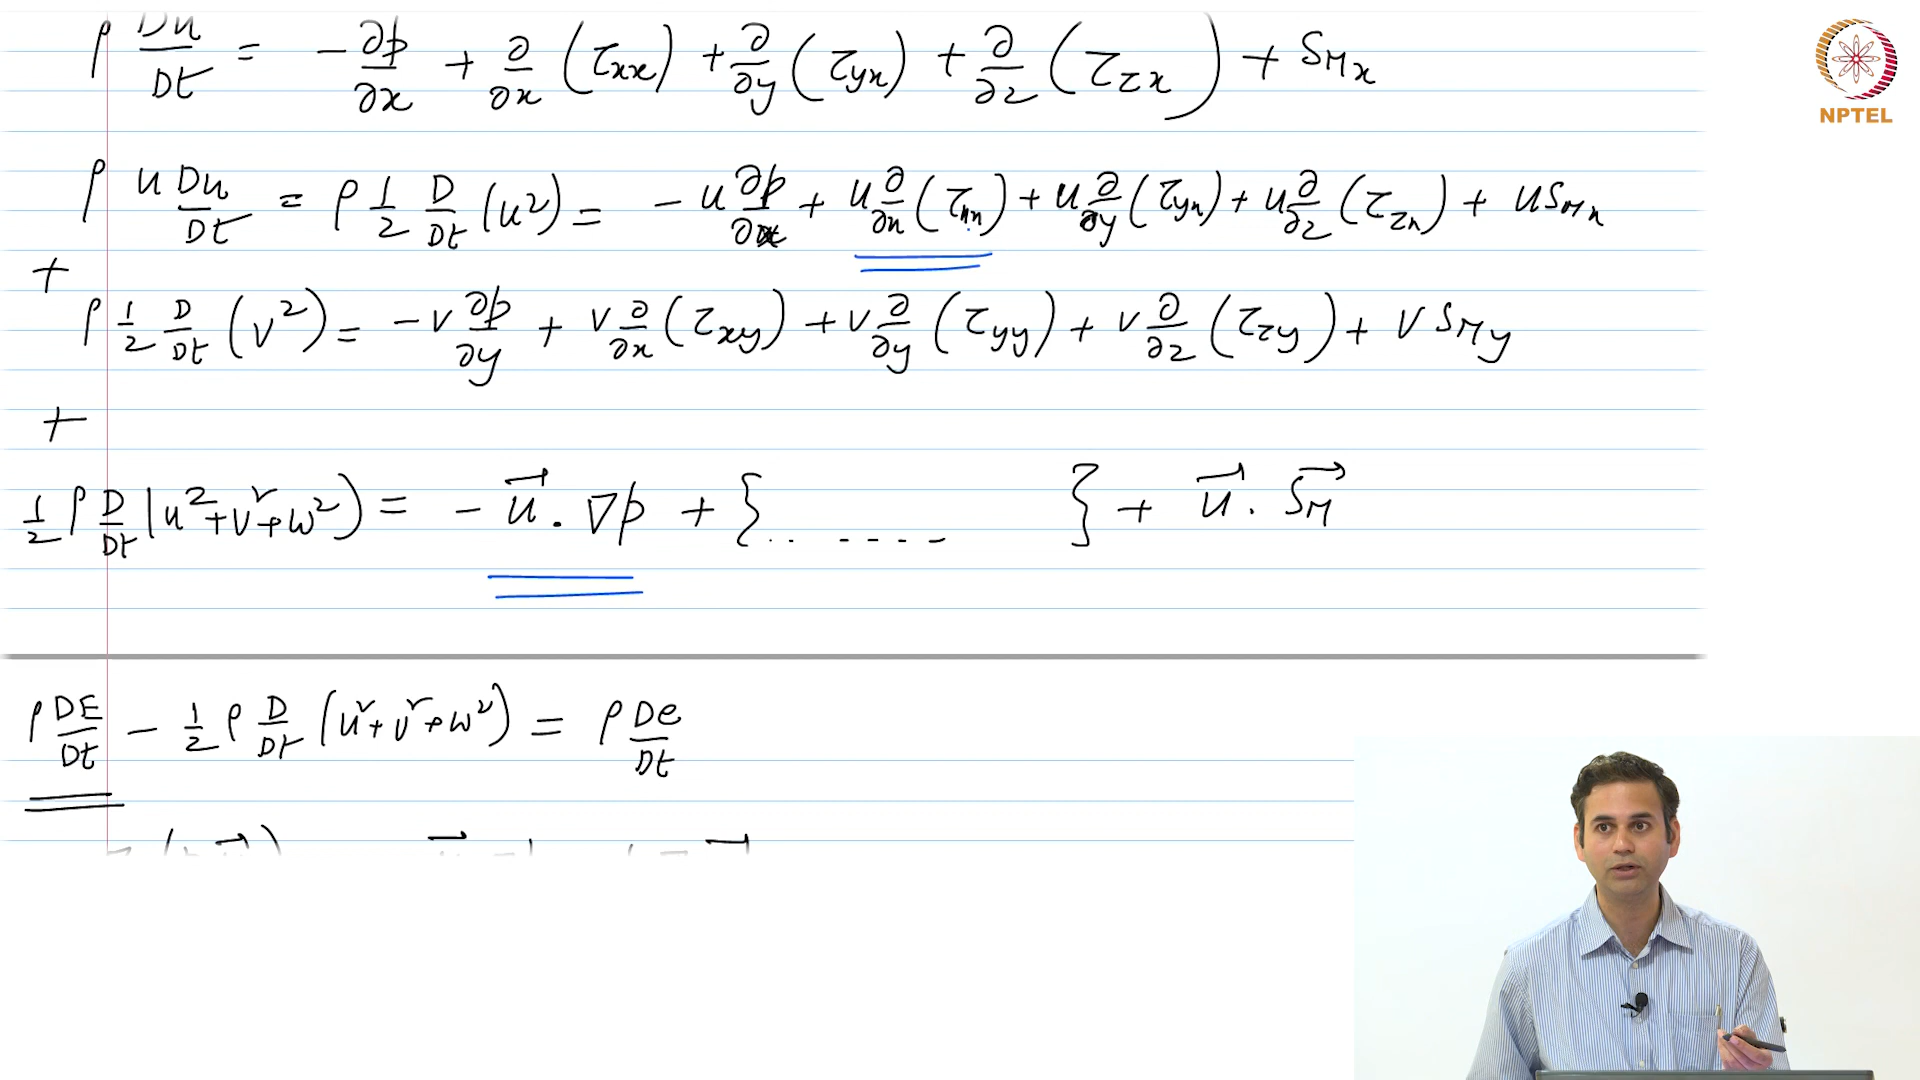 ρ Du/Dt = - ∂p/∂x + ∂/∂x (τxx) + ∂/∂y (τyx) + ∂/∂z (τzx) + SMx
NPTEL
ρ u Du/Dt = ρ 1/2 D/Dt (u²) = - u ∂p/∂x + u ∂/∂x (τxx) + u ∂/∂y (τyx) + u ∂/∂z (τzx) + u SMx
+
ρ 1/2 D/Dt (v²) = - v ∂p/∂y + v ∂/∂x (τxy) + v ∂/∂y (τyy) + v ∂/∂z (τzy) + v SMy
+
1/2 ρ D/Dt (u² + v² + w²) = - u⃗ . ∇p + { .. ---- } + u⃗ . S⃗M
ρ DE/Dt - 1/2 ρ D/Dt (u² + v² + w²) = ρ De/Dt